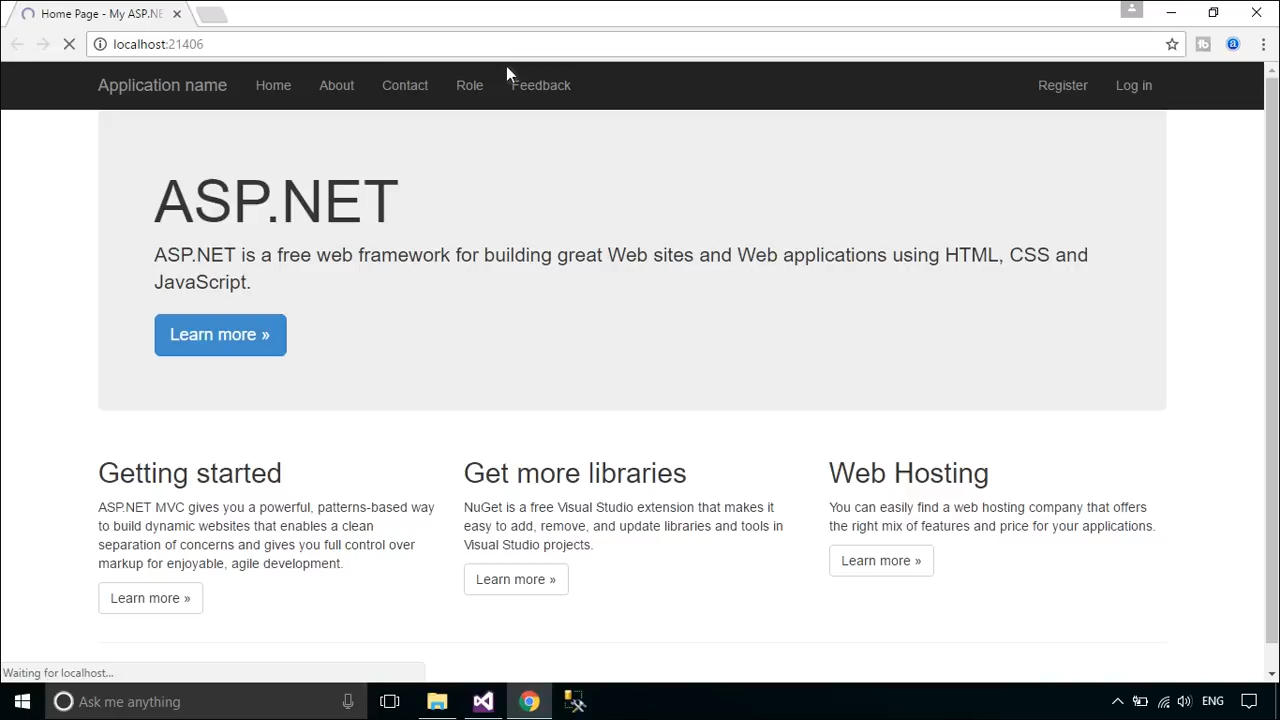 Home Page - My ASP.NE
localhost:21406
Application name Home About Contact Role Feedback Register Log in
ASP.NET
ASP.NET is a free web framework for building great Web sites and Web applications using HTML, CSS and
JavaScript.
Learn more »
Getting started
ASP.NET MVC gives you a powerful, patterns-based way
to build dynamic websites that enables a clean
separation of concerns and gives you full control over
markup for enjoyable, agile development.
Learn more »
Get more libraries
NuGet is a free Visual Studio extension that makes it
easy to add, remove, and update libraries and tools in
Visual Studio projects.
Learn more »
Web Hosting
You can easily find a web hosting company that offers
the right mix of features and price for your applications.
Learn more »
Waiting for localhost...
Ask me anything
ENG